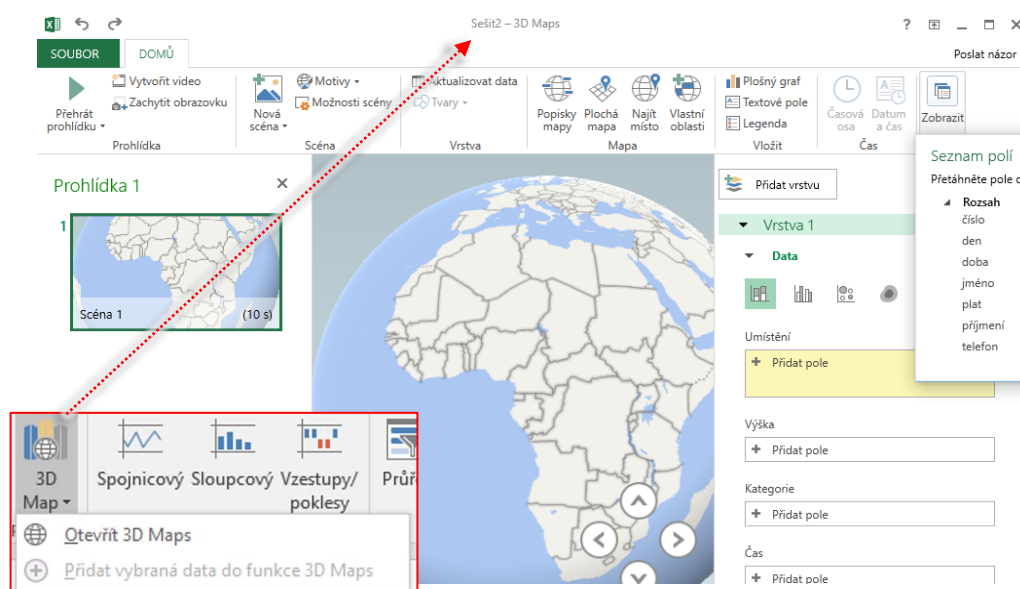 Sešit2 – 3D Maps
?
SOUBOR
DOMŮ
Poslat názor
Přehrát
prohlídku
Vytvořit video
Zachytit obrazovku
Prohlídka
Nová
scéna
Motivy
Možnosti scény
Scéna
Aktualizovat data
Tvary
Vrstva
Popisky
mapy
Plochá
mapa
Najít
místo
Vlastní
oblasti
Mapa
Plošný graf
Textové pole
Legenda
Vložit
Časová
osa
Datum
a čas
Čas
Zobrazit
Prohlídka 1
1
Scéna 1
(10 s)
Přidat vrstvu
Vrstva 1
Data
Umístění
Přidat pole
Výška
Přidat pole
Kategorie
Přidat pole
Čas
Přidat pole
Seznam polí
Přetáhněte pole
Rozsah
číslo
den
doba
jméno
plat
příjmení
telefon
3D
Map
Spojnicový
Sloupcový
Vzestupy/
poklesy
Otevřít 3D Maps
Přidat vybraná data do funkce 3D Maps